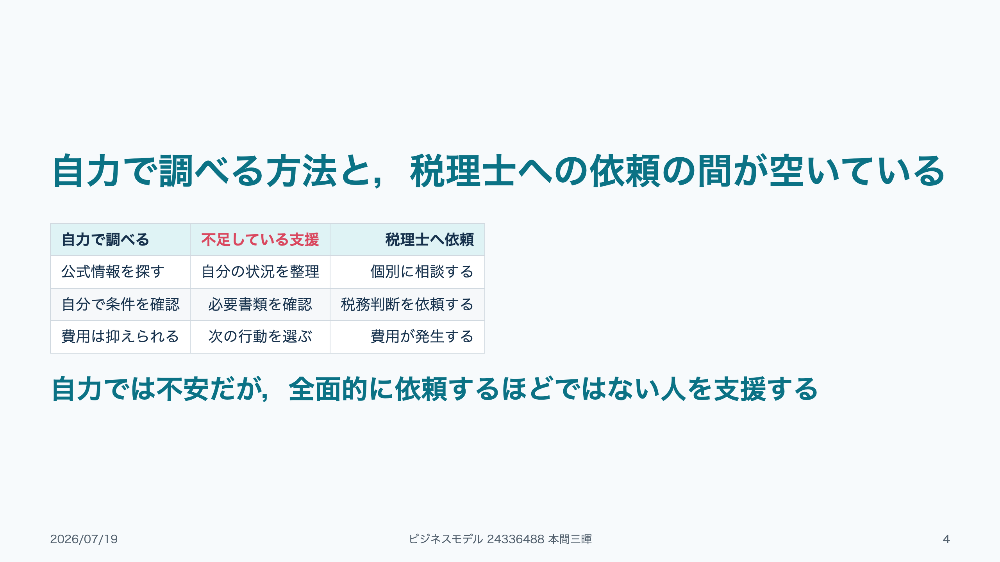 自力で調べる方法と，税理士への依頼の間が空いている
自力で調べる 不足している支援 税理士へ依頼
公式情報を探す 自分の状況を整理 個別に相談する
自分で条件を確認 必要書類を確認 税務判断を依頼する
費用は抑えられる 次の行動を選ぶ 費用が発生する
自力では不安だが，全面的に依頼するほどではない人を支援する
2026/07/19 ビジネスモデル 24336488 本間三暉 4